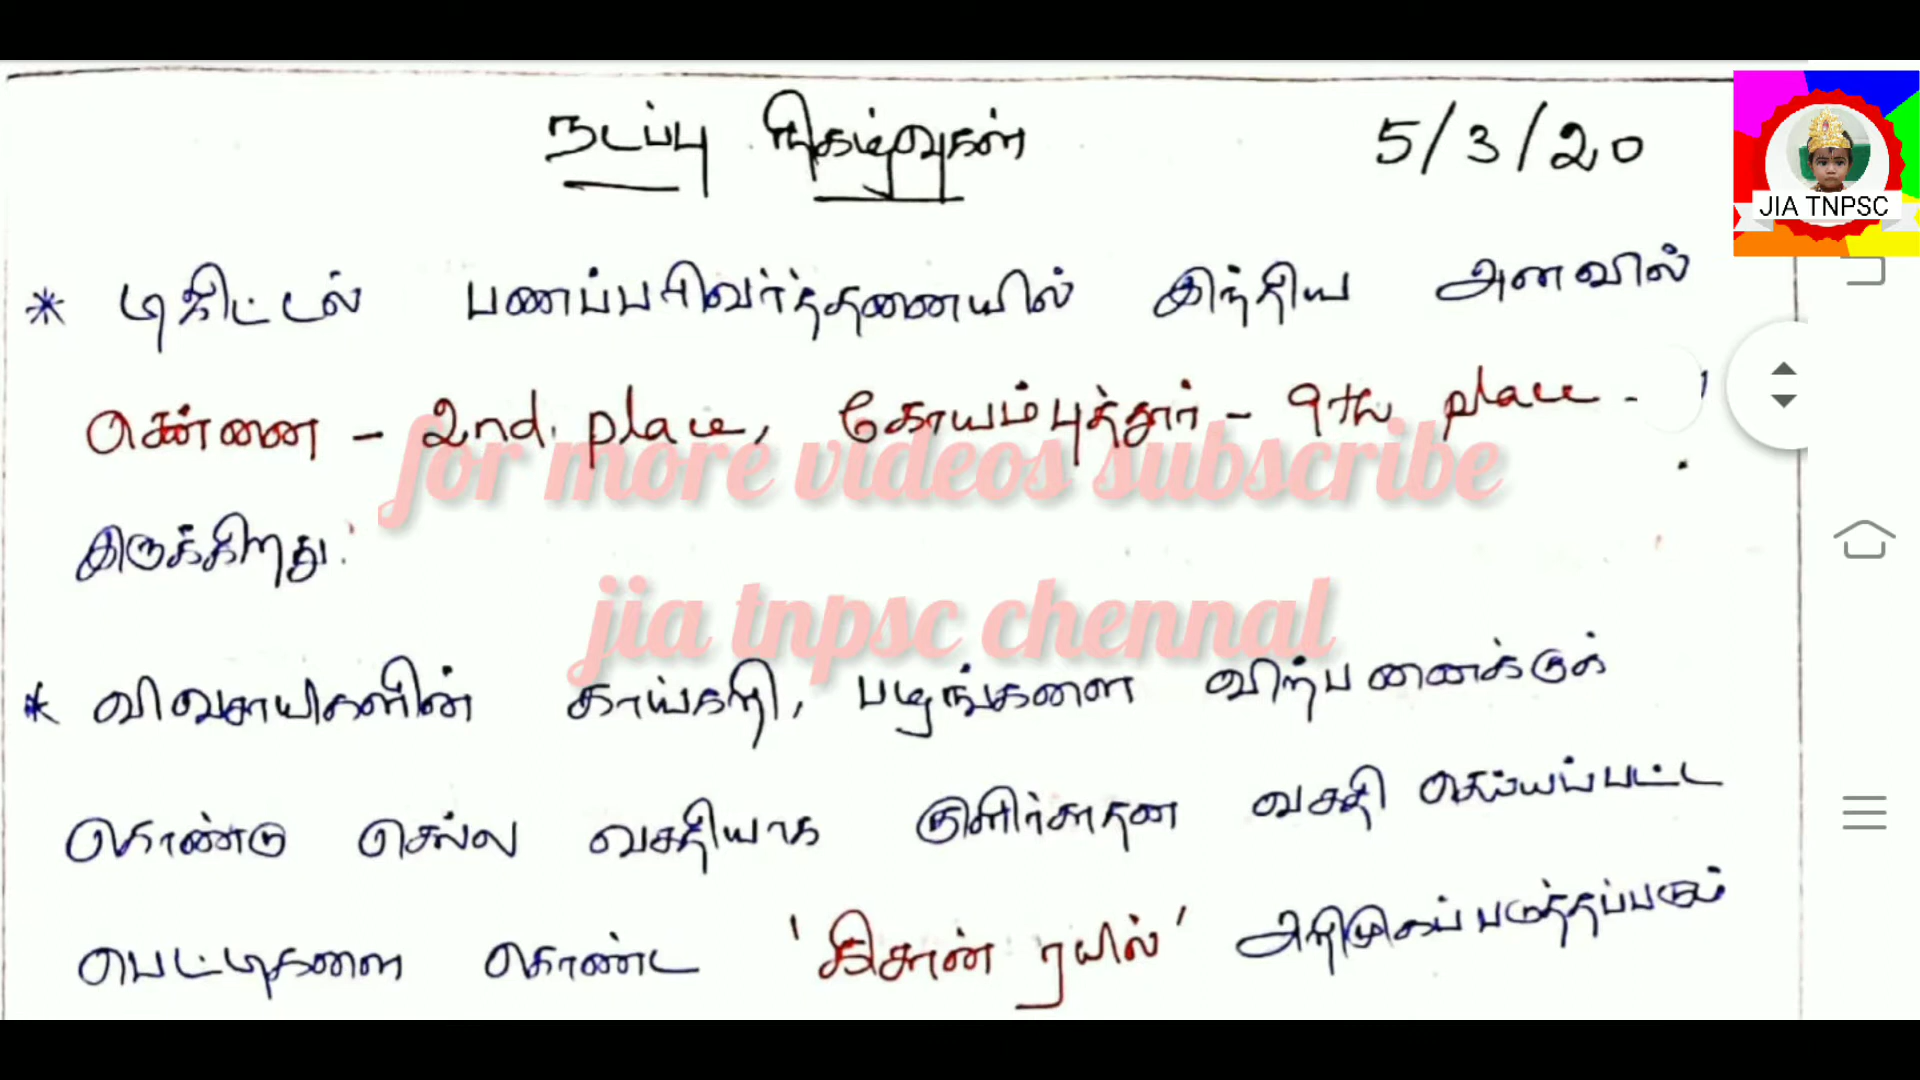 நடப்பு நிகழ்வுகள் 5/3/20
JIA TNPSC
* டிகிட்டல் பணப்பரிவர்த்தணையில் இந்திய அளவில்
சென்னை - 2nd. place, கோயம்புத்தூர் - 9th place.
for more videos subscribe
இருக்கிறது.
jia tnpsc chennal
* விவசாயிகளின் காய்கறி, பழங்களை விற்பனைக்குக்
கொண்டு செல்ல வசதியாக குளிர்சாதன வசதி செய்யப்பட்ட
பெட்டிகளை கொண்ட 'கிசான் ரயில்' அறிமுகப்படுத்தப்படும்